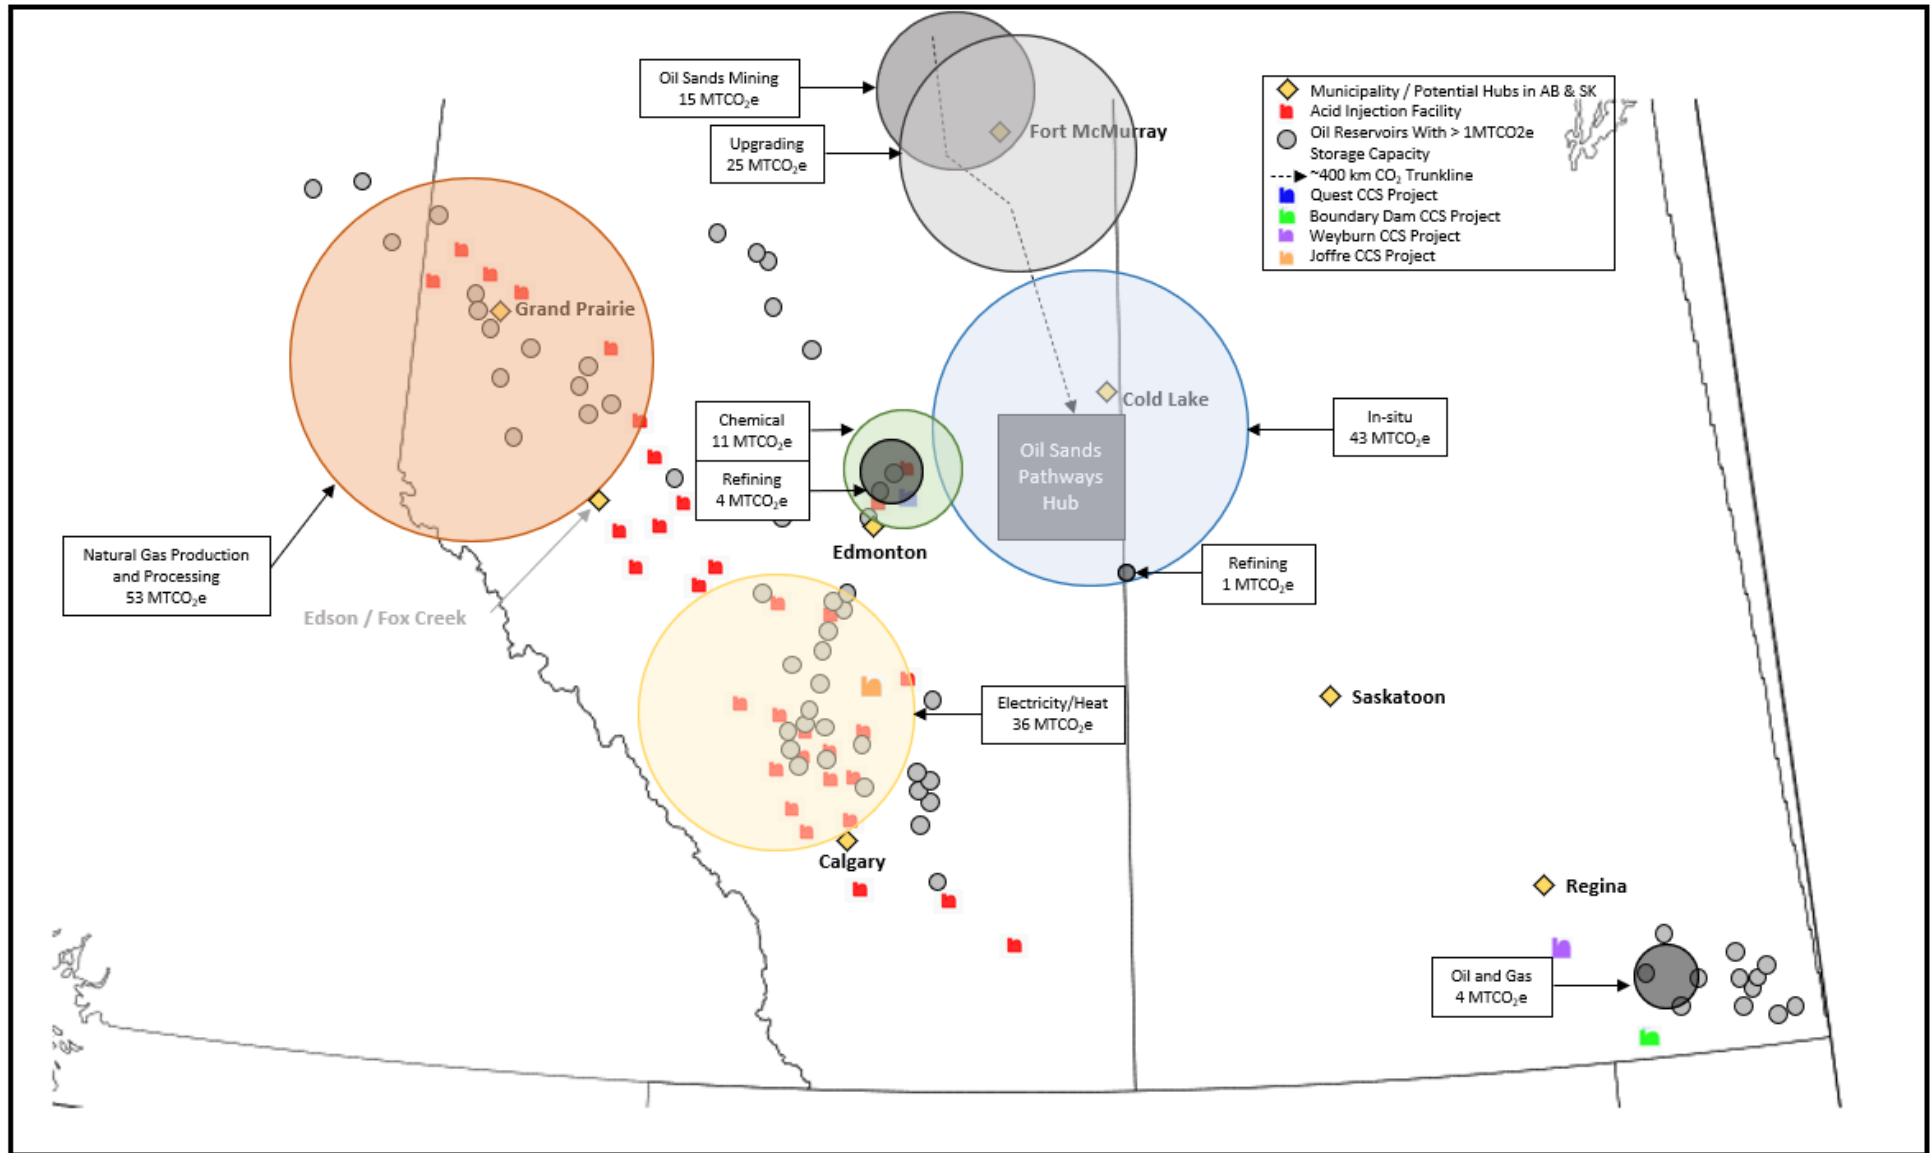 Oil Sands Mining
15 MTCO₂e
Upgrading
25 MTCO₂e
Fort McMurray
Municipality / Potential Hubs in AB & SK
Acid Injection Facility
Oil Reservoirs With > 1MTCO2e
Storage Capacity
~400 km CO₂ Trunkline
Quest CCS Project
Boundary Dam CCS Project
Weyburn CCS Project
Joffre CCS Project
Grand Prairie
Cold Lake
Chemical
11 MTCO₂e
Refining
4 MTCO₂e
In-situ
43 MTCO₂e
Oil Sands
Pathways
Hub
Edmonton
Natural Gas Production
and Processing
53 MTCO₂e
Refining
1 MTCO₂e
Edson / Fox Creek
Electricity/Heat
36 MTCO₂e
Saskatoon
Calgary
Regina
Oil and Gas
4 MTCO₂e